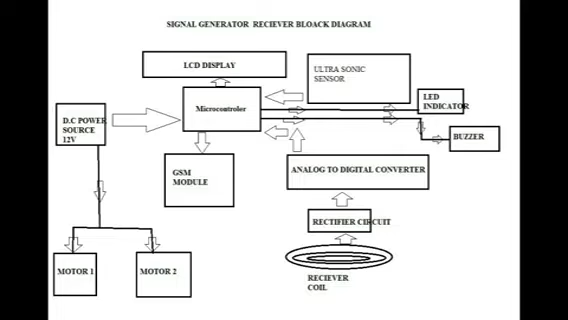 SIGNAL GENERATOR RECIEVER BLOACK DIAGRAM
LCD DISPLAY
ULTRA SONIC
SENSOR
Microcontroler
LED
INDICATOR
D.C POWER
SOURCE
12V
BUZZER
GSM
MODULE
ANALOG TO DIGITAL CONVERTER
RECTIFIER CIRCUIT
MOTOR 1
MOTOR 2
RECIEVER
COIL